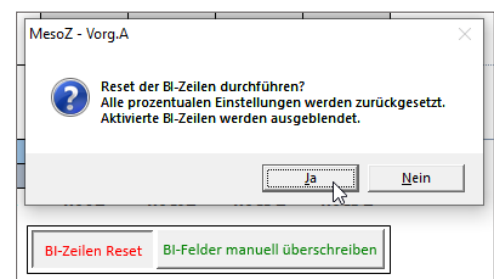 MesoZ - Vorg.A
Reset der BI-Zeilen durchführen?
Alle prozentualen Einstellungen werden zurückgesetzt.
Aktivierte BI-Zeilen werden ausgeblendet.
Ja
Nein
BI-Zeilen Reset
BI-Felder manuell überschreiben